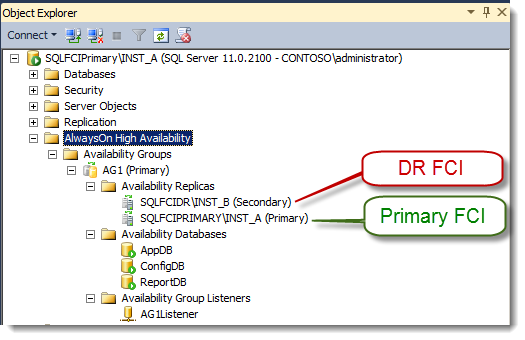 Object Explorer
Connect
SQLFCIPrimary\INST_A (SQL Server 11.0.2100 - CONTOSO\administrator)
Databases
Security
Server Objects
Replication
AlwaysOn High Availability
Availability Groups
AG1 (Primary)
Availability Replicas
SQLFCIDR\INST_B (Secondary)
SQLFCIPRIMARY\INST_A (Primary)
Availability Databases
AppDB
ConfigDB
ReportDB
Availability Group Listeners
AG1Listener
DR FCI
Primary FCI